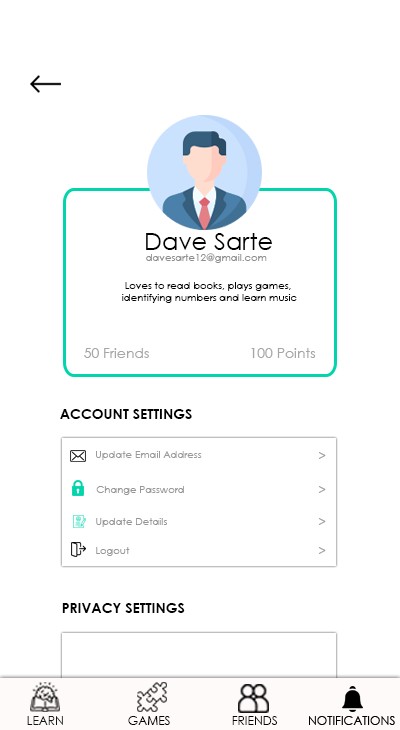 Dave Sarte
davesarte12@gmail.com
Loves to read books, plays games,
identifying numbers and learn music
50 Friends 100 Points
ACCOUNT SETTINGS
Update Email Address >
Change Password >
Update Details >
Logout >
PRIVACY SETTINGS
LEARN GAMES FRIENDS NOTIFICATIONS